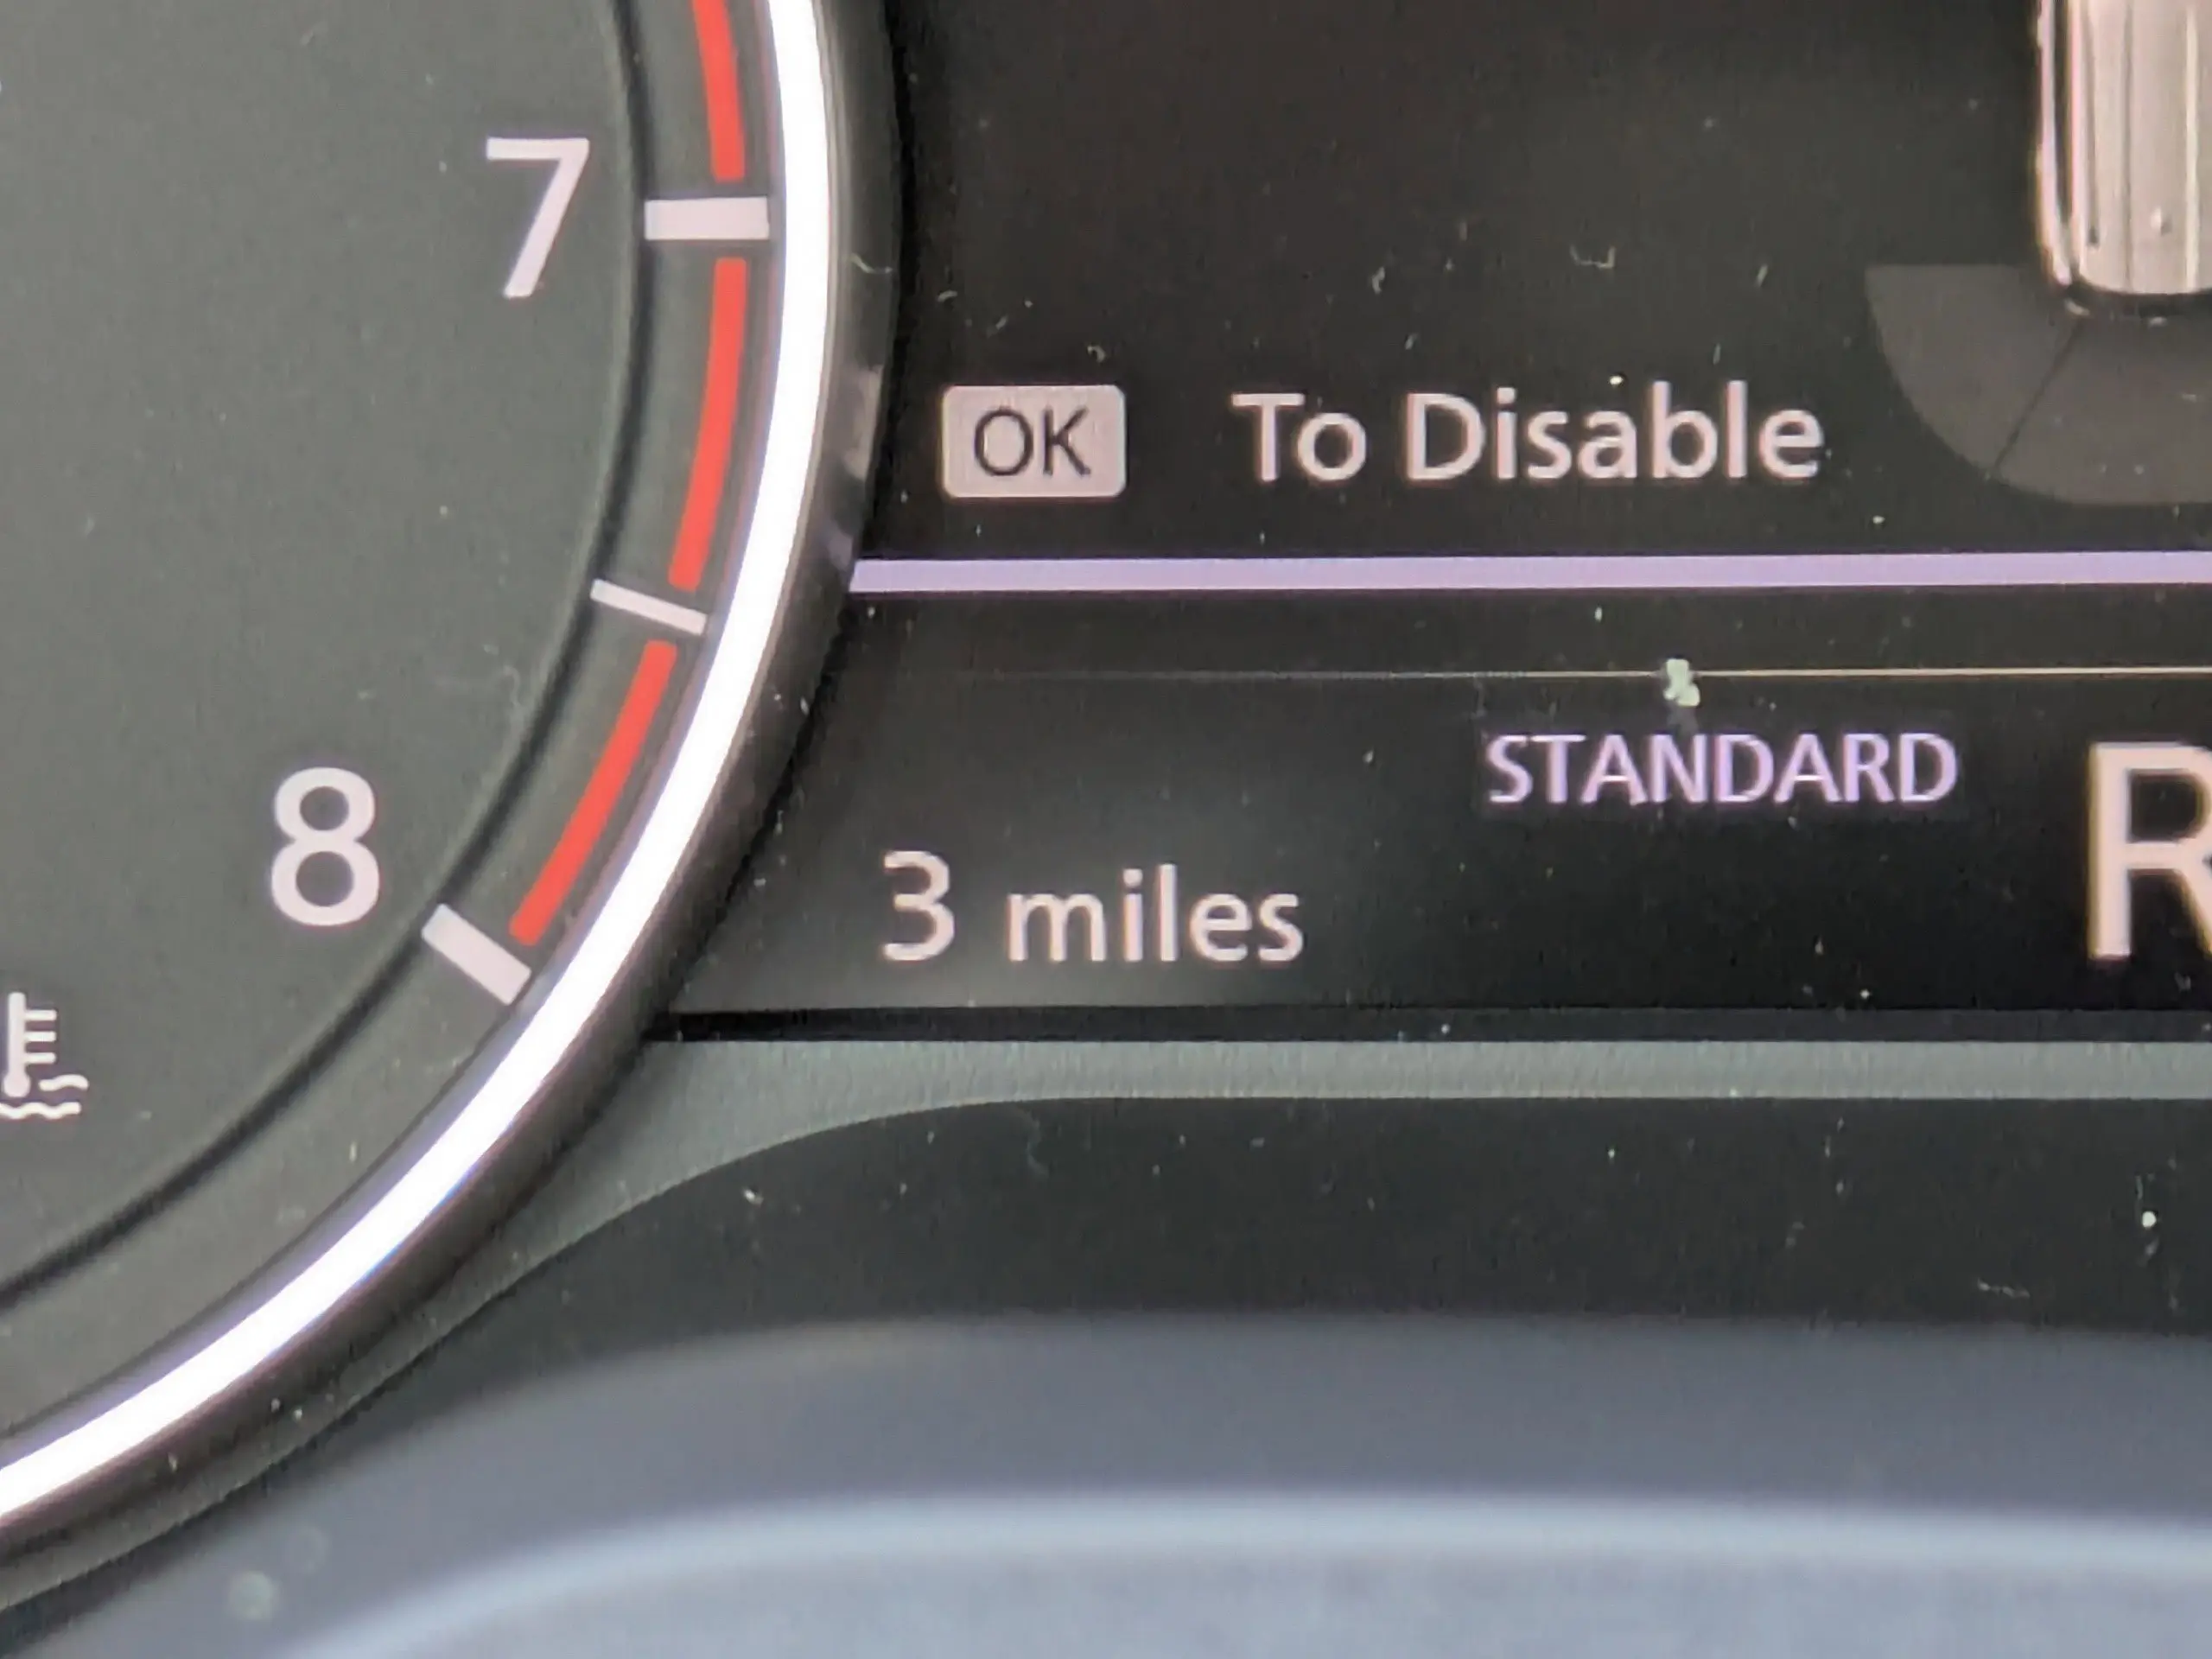 7
OK To Disable
STANDARD
8
3 miles
R